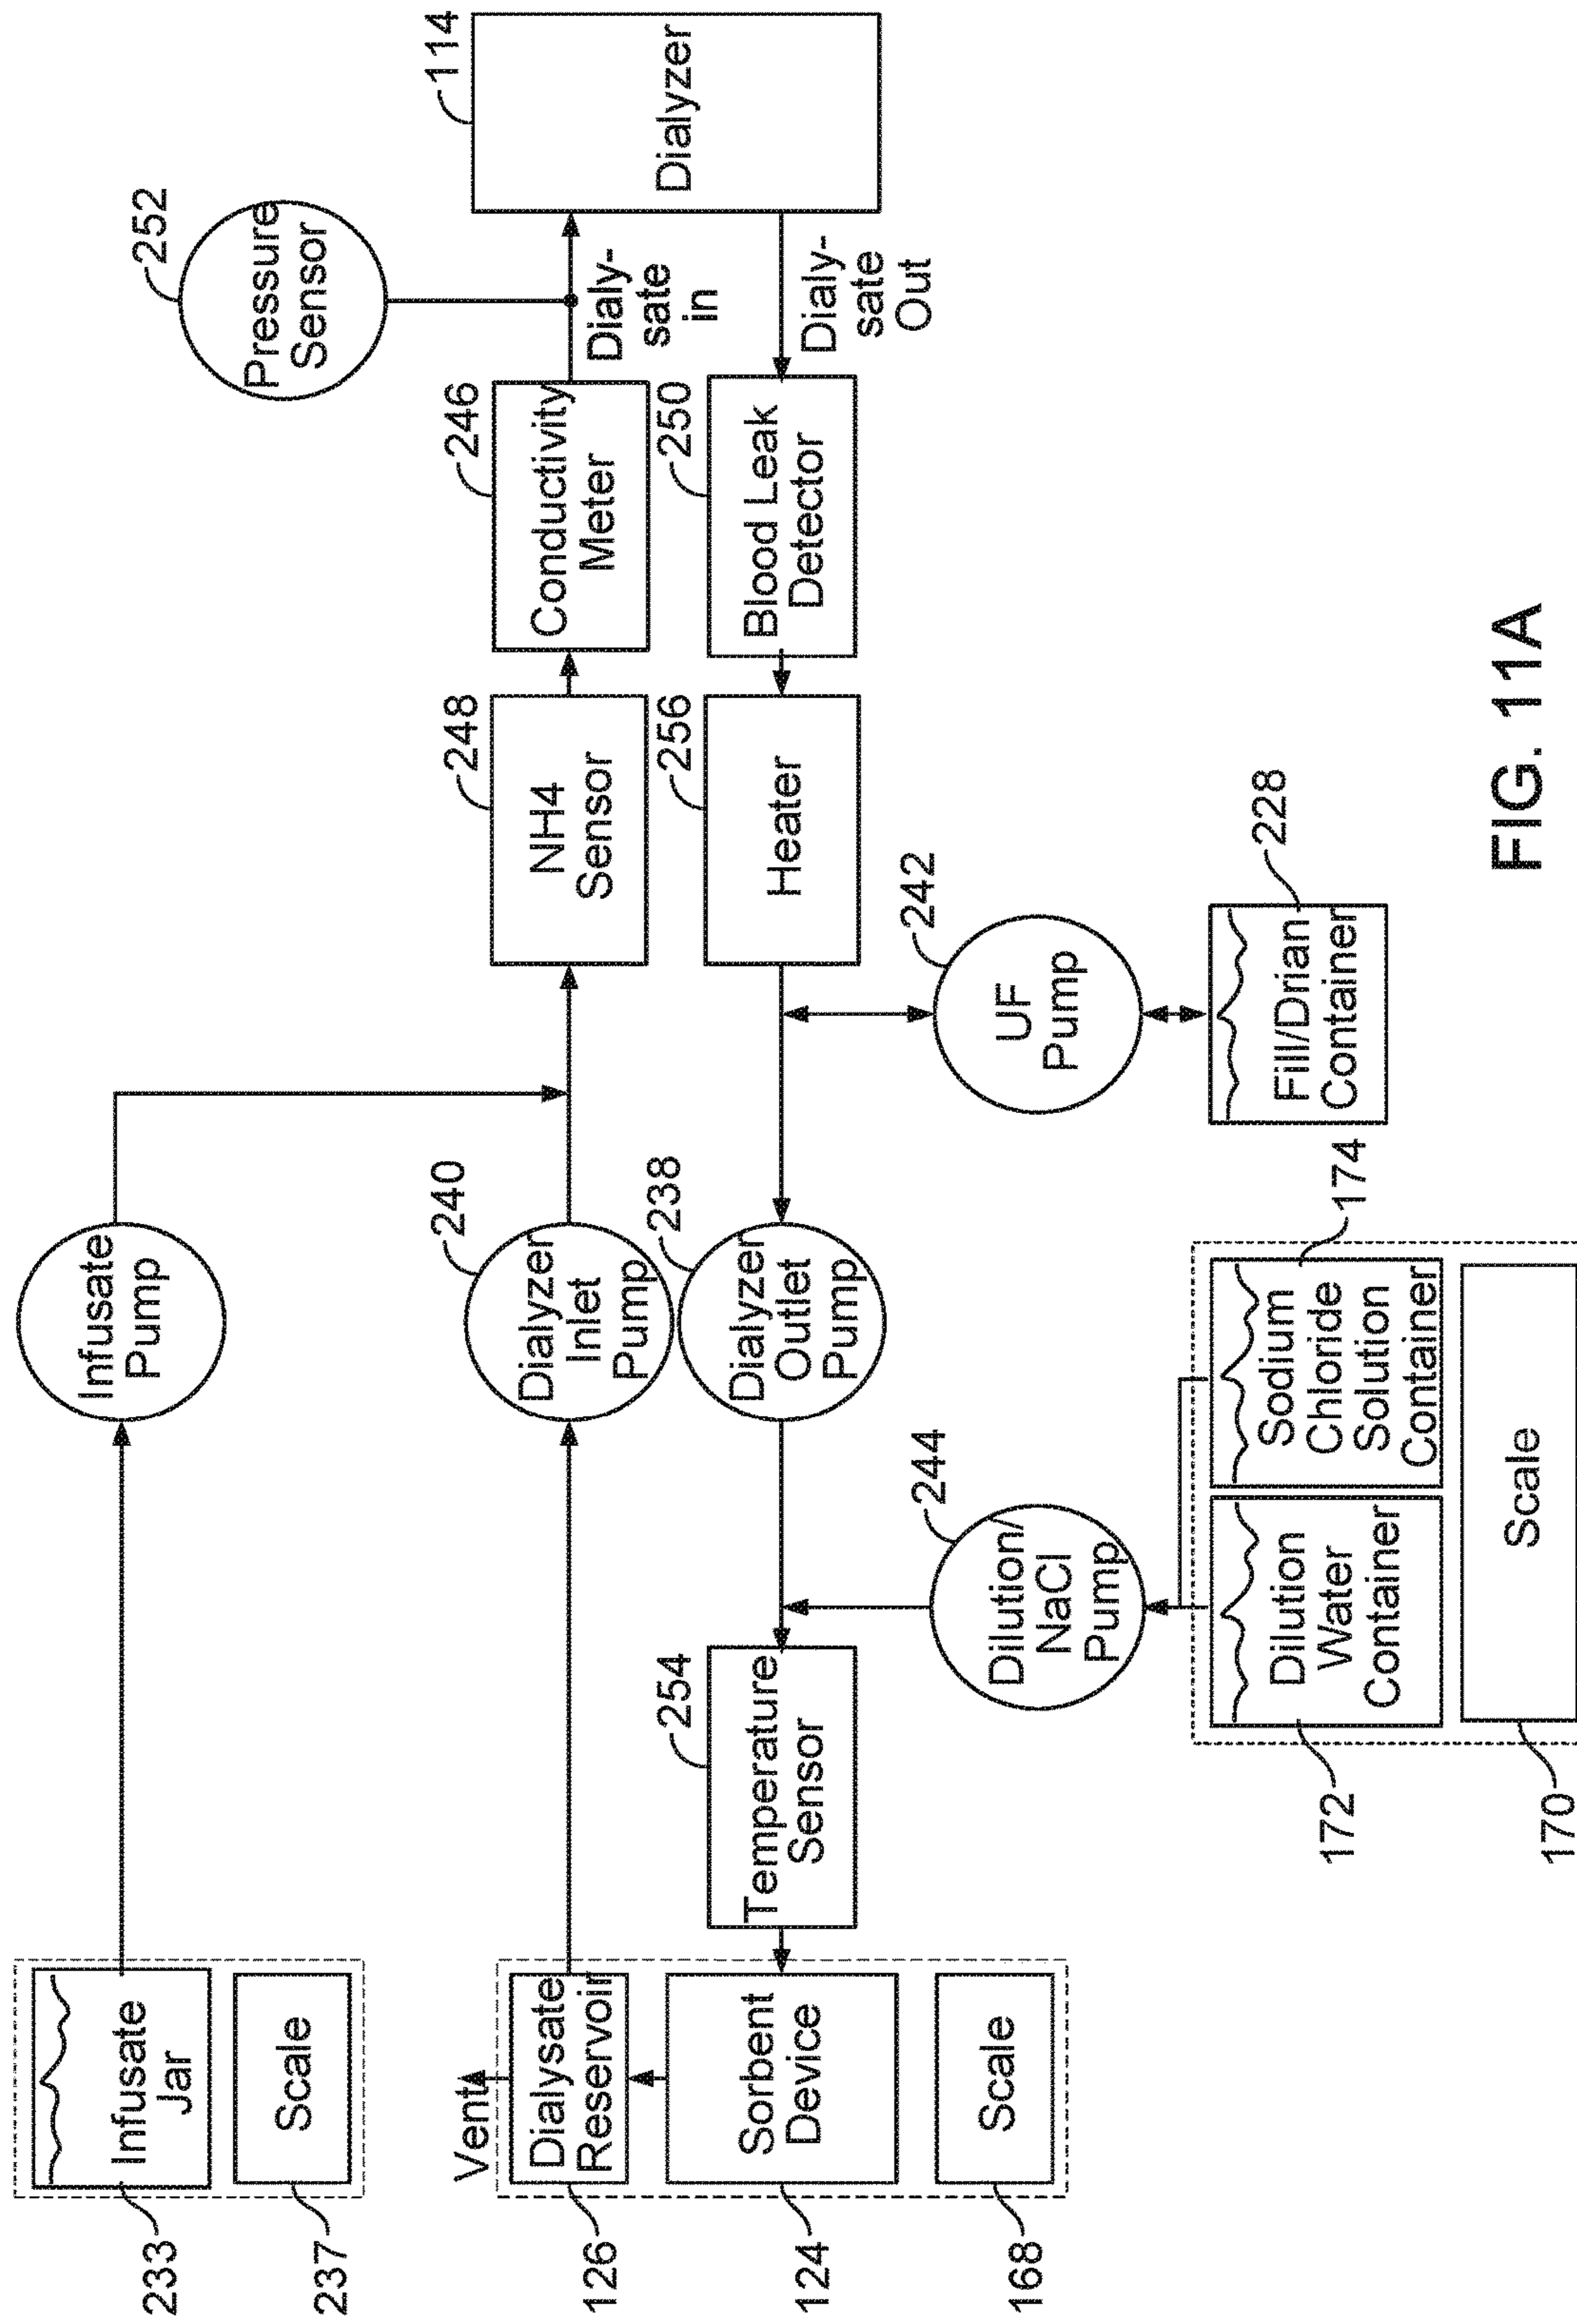 233
Infusate
Jar
237
Scale
Infusate
Pump
252
Pressure
Sensor
Vent
126
Dialysate
Reservoir
240
Dialyzer
Inlet
Pump
248
NH4
Sensor
246
Conductivity
Meter
Dialy-
sate
in
114
Dialyzer
124
Sorbent
Device
168
Scale
254
Temperature
Sensor
238
Dialyzer
Outlet
Pump
256
Heater
250
Blood Leak
Detector
Dialy-
sate
Out
244
Dilution/
NaCl
Pump
242
UF
Pump
172
Dilution
Water
Container
174
Sodium
Chloride
Solution
Container
228
Fill/Drian
Container
170
Scale
FIG. 11A